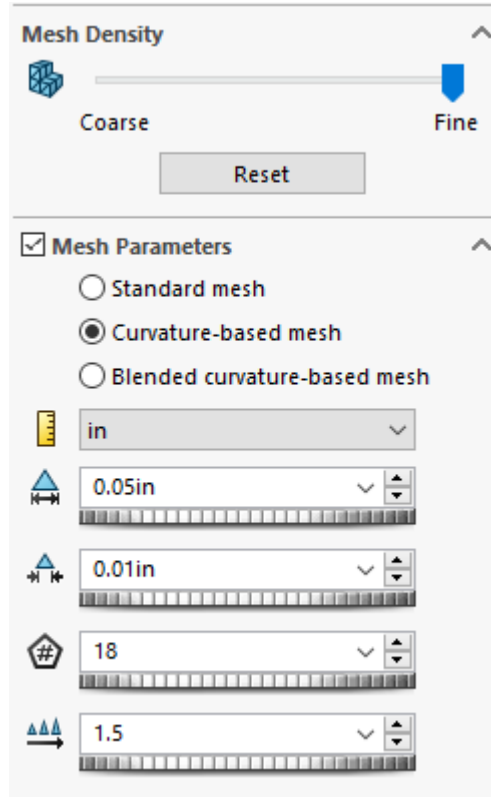 Mesh Density
Coarse Fine
Reset
Mesh Parameters
Standard mesh
Curvature-based mesh
Blended curvature-based mesh
in
0.05in
0.01in
# 18
1.5